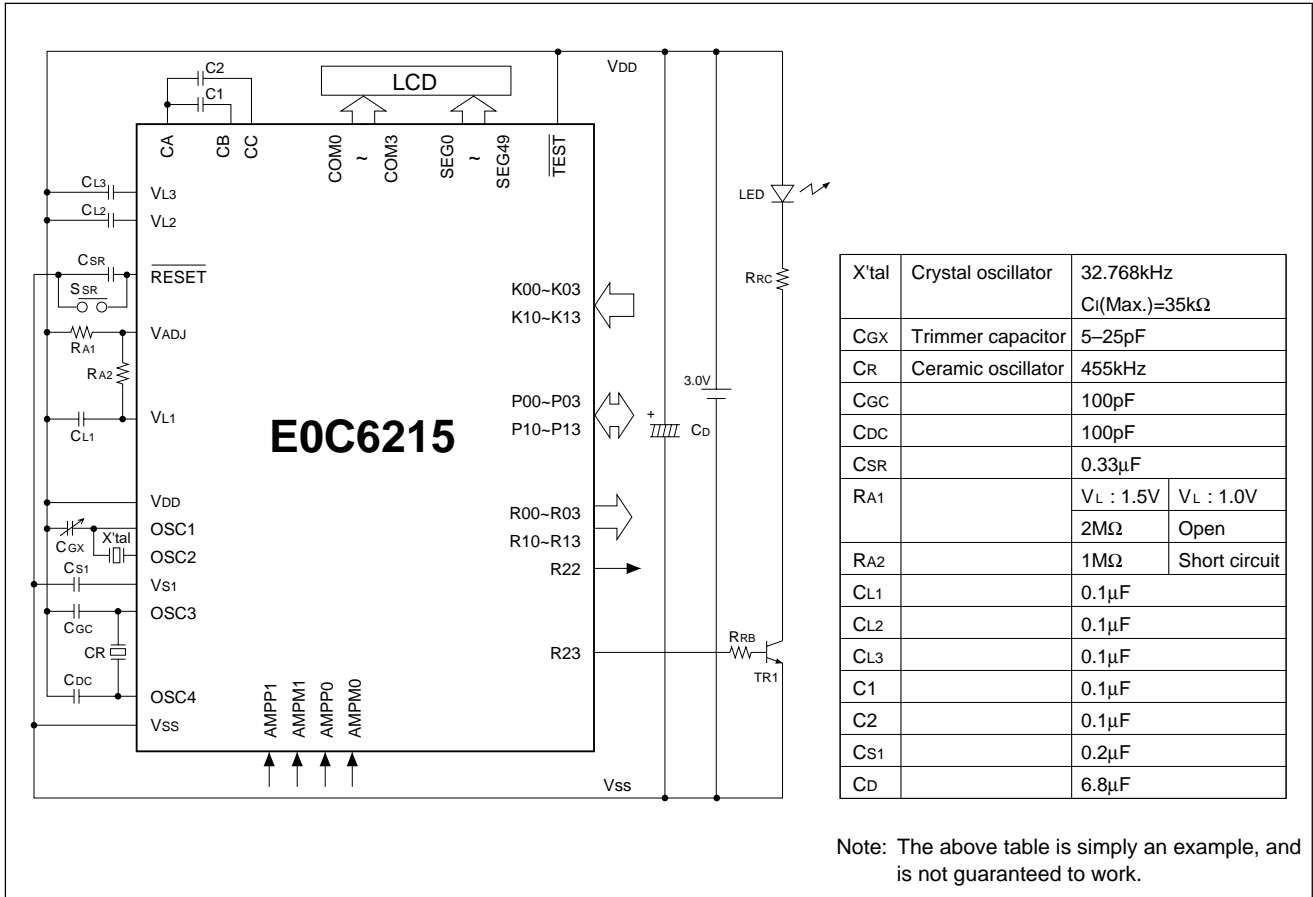 VDD
C2
C1
LCD
CA
CB
CC
COM0
~
COM3
SEG0
~
SEG49
TEST
CL3
VL3
CL2
VL2
CSR
RESET
SSR
VADJ
RA1
RA2
VL1
CL1
VDD
OSC1
CGX
X'tal
OSC2
CS1
VS1
OSC3
CGC
CR
CDC
OSC4
VSS
E0C6215
K00~K03
K10~K13
P00~P03
P10~P13
R00~R03
R10~R13
R22
R23
AMPP1
AMPM1
AMPP0
AMPM0
Vss
LED
RRC
3.0V
+
CD
RRB
TR1
X'tal Crystal oscillator 32.768kHz
CI(Max.)=35kΩ
CGX Trimmer capacitor 5–25pF
CR Ceramic oscillator 455kHz
CGC 100pF
CDC 100pF
CSR 0.33µF
RA1 VL : 1.5V VL : 1.0V
2MΩ Open
RA2 1MΩ Short circuit
CL1 0.1µF
CL2 0.1µF
CL3 0.1µF
C1 0.1µF
C2 0.1µF
CS1 0.2µF
CD 6.8µF
Note: The above table is simply an example, and
is not guaranteed to work.